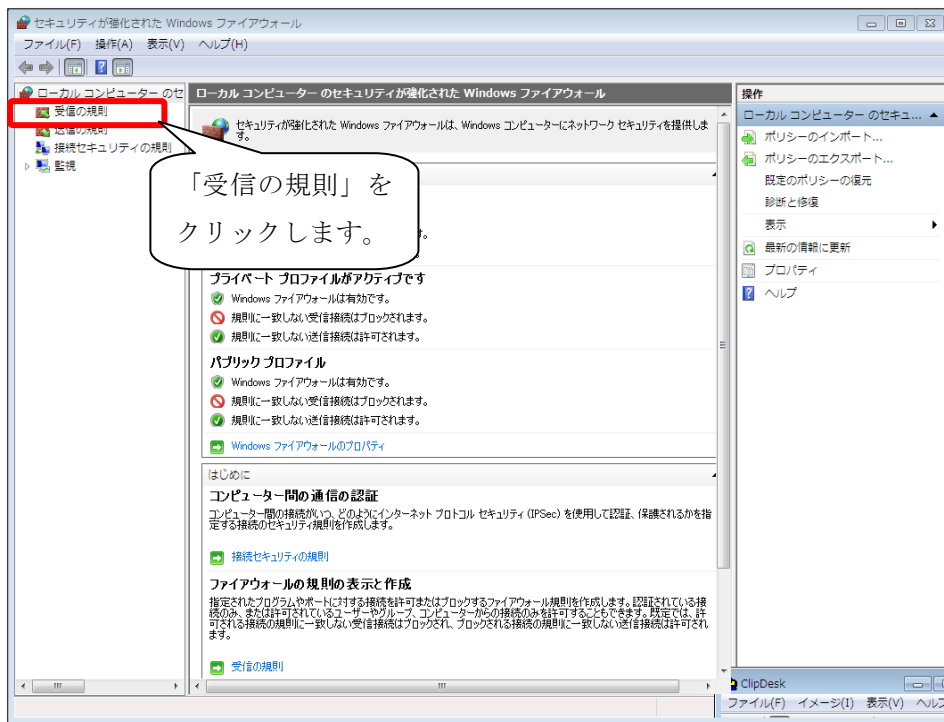 セキュリティが強化された Windows ファイアウォール
ファイル(F) 操作(A) 表示(V) ヘルプ(H)
ローカル コンピューター のセ
受信の規則
送信の規則
接続セキュリティの規則
監視
「受信の規則」を
クリックします。
ローカル コンピューター のセキュリティが強化された Windows ファイアウォール
セキュリティが強化された Windows ファイアウォールは、Windows コンピューターにネットワーク セキュリティを提供しま
す。
プライベート プロファイルがアクティブです
Windows ファイアウォールは有効です。
規則に一致しない受信接続はブロックされます。
規則に一致しない送信接続は許可されます。
パブリック プロファイル
Windows ファイアウォールは有効です。
規則に一致しない受信接続はブロックされます。
規則に一致しない送信接続は許可されます。
Windows ファイアウォールのプロパティ
はじめに
コンピューター間の通信の認証
コンピューター間の接続がいつ、どのようにインターネット プロトコル セキュリティ (IPSec) を使用して認証、保護されるかを指
定する接続のセキュリティ規則を作成します。
接続セキュリティの規則
ファイアウォールの規則の表示と作成
指定されたプログラムやポートに対する接続を許可またはブロックするファイアウォール規則を作成します。認証されている接
続のみ、または許可されているユーザーやグループ、コンピューターからの接続のみを許可することもできます。既定では、許
可される接続の規則に一致しない受信接続はブロックされ、ブロックされる接続の規則に一致しない送信接続は許可され
ます。
受信の規則
操作
ローカル コンピューター のセキュ...
ポリシーのインポート...
ポリシーのエクスポート...
既定のポリシーの復元
診断と修復
表示
最新の情報に更新
プロパティ
ヘルプ
ClipDesk
ファイル(F) イメージ(I) 表示(V) ヘルプ